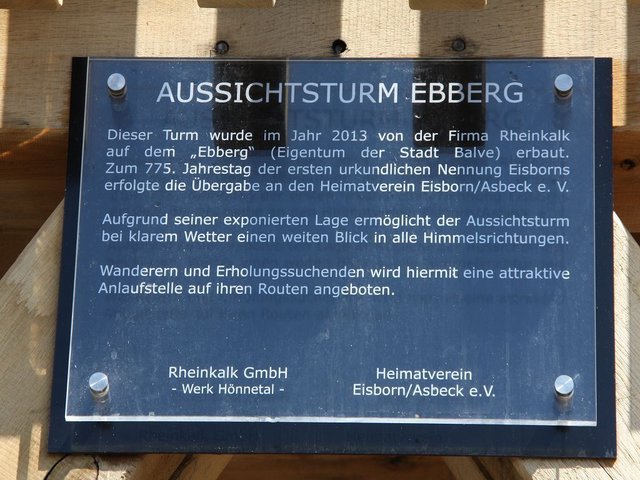 AUSSICHTSTURM EBBERG
Dieser Turm wurde im Jahr 2013 von der Firma Rheinkalk
auf dem „Ebberg“ (Eigentum der Stadt Balve) erbaut.
Zum 775. Jahrestag der ersten urkundlichen Nennung Eisborns
erfolgte die Übergabe an den Heimatverein Eisborn/Asbeck e. V.
Aufgrund seiner exponierten Lage ermöglicht der Aussichtsturm
bei klarem Wetter einen weiten Blick in alle Himmelsrichtungen.
Wanderern und Erholungssuchenden wird hiermit eine attraktive
Anlaufstelle auf ihren Routen angeboten.
Rheinkalk GmbH
- Werk Hönnetal -
Heimatverein
Eisborn/Asbeck e.V.